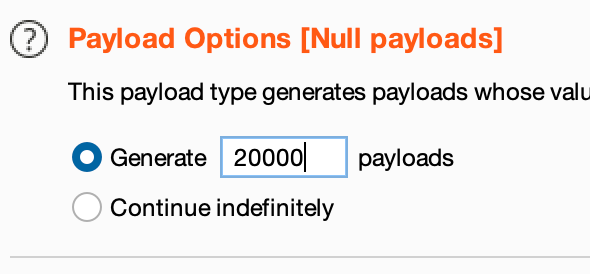 ?
Payload Options [Null payloads]
This payload type generates payloads whose valu
Generate 20000 payloads
Continue indefinitely